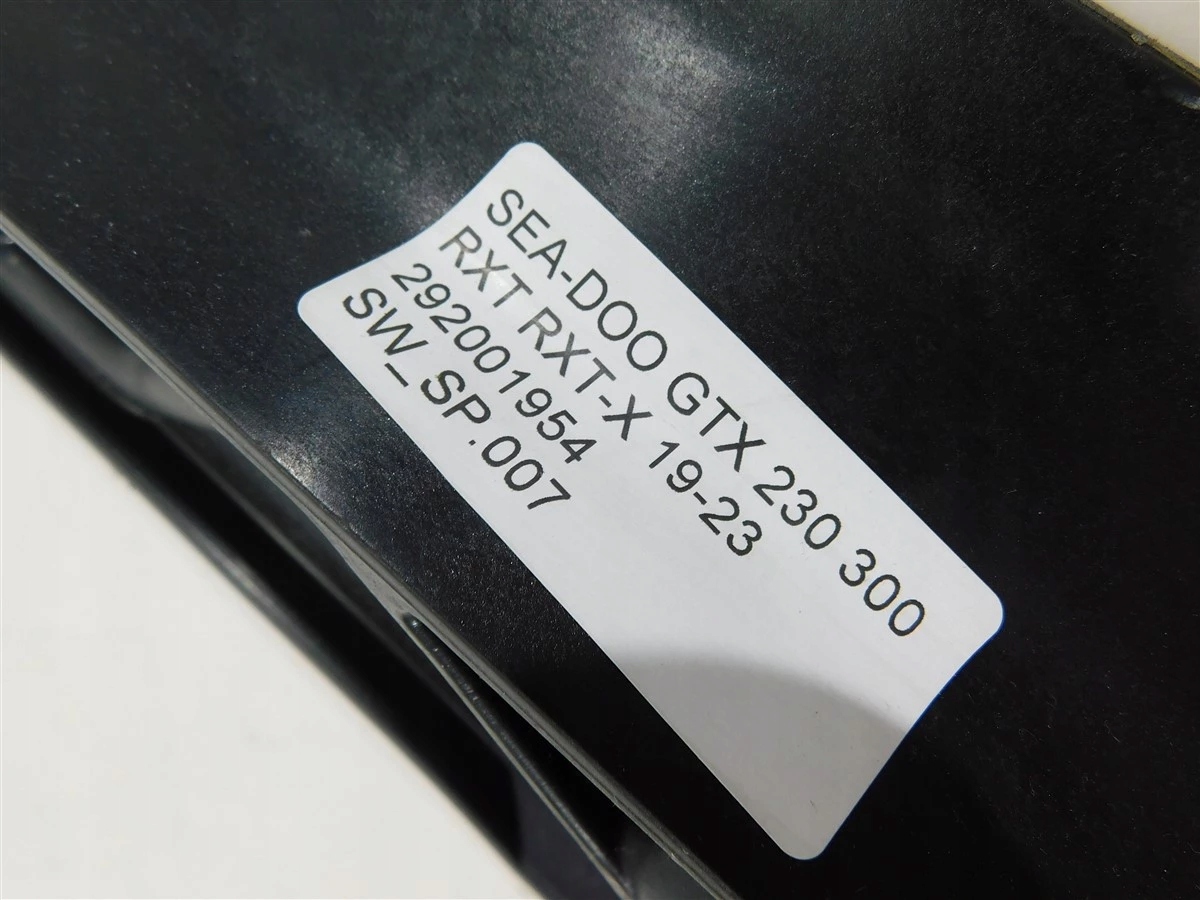 SEA-DOO GTX 230 300
RXT RXT-X 19-23
292001954
SW_SP.007